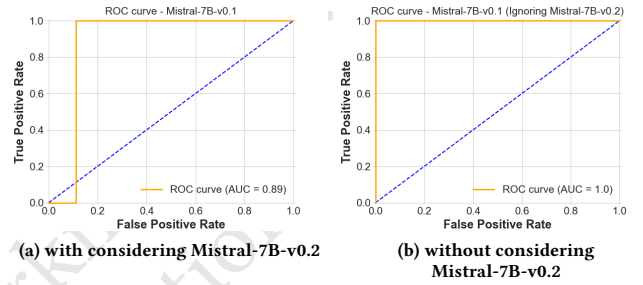 ROC curve - Mistral-7B-v0.1
1.0
0.8
0.6
0.4
0.2
0.0
True Positive Rate
ROC curve (AUC = 0.89)
0.0 0.2 0.4 0.6 0.8 1.0
False Positive Rate
(a) with considering Mistral-7B-v0.2
ROC curve - Mistral-7B-v0.1 (Ignoring Mistral-7B-v0.2)
1.0
0.8
0.6
0.4
0.2
0.0
True Positive Rate
ROC curve (AUC = 1.0)
0.0 0.2 0.4 0.6 0.8 1.0
False Positive Rate
(b) without considering
Mistral-7B-v0.2